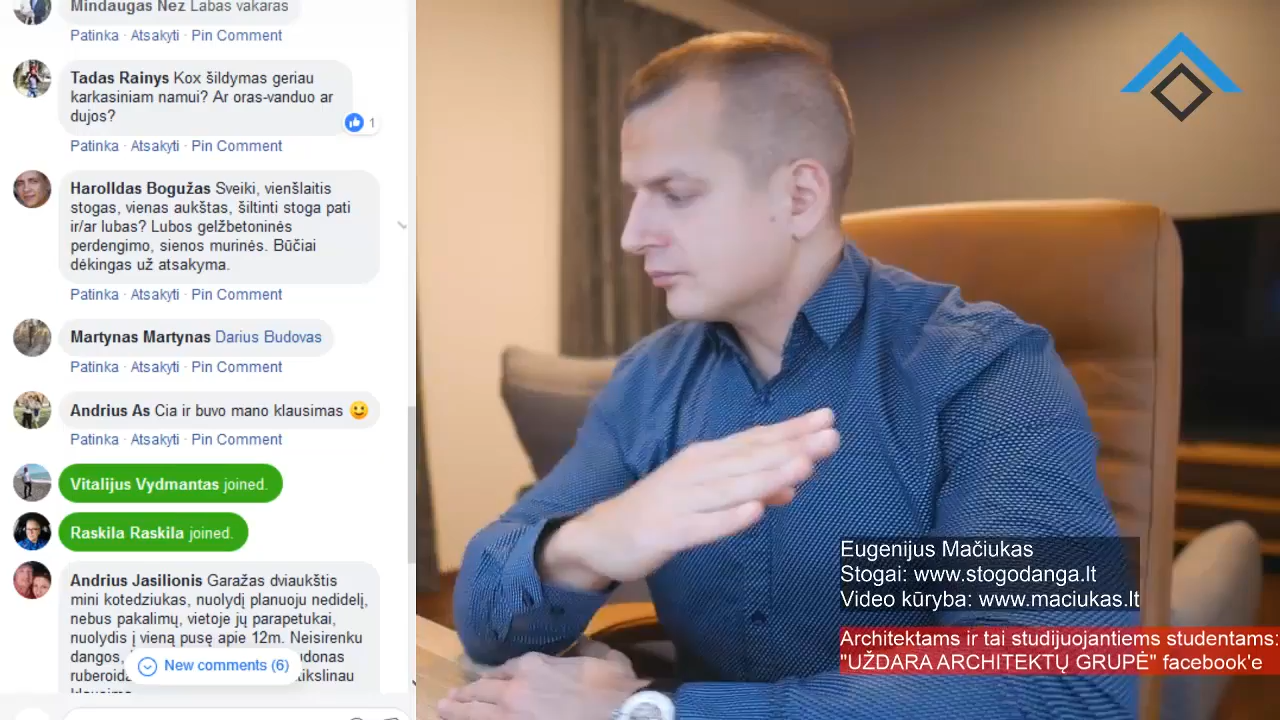 Mindaugas Nez Labas vakaras
Patinka · Atsakyti · Pin Comment
Tadas Rainys Kox šildymas geriau
karkasiniam namui? Ar oras-vanduo ar
dujos?
1
Patinka · Atsakyti · Pin Comment
Harolldas Bogužas Sveiki, vienšlaitis
stogas, vienas aukštas, šiltinti stoga pati
ir/ar lubas? Lubos gelžbetoninės
perdengimo, sienos murinės. Būčiai
dėkingas už atsakyma.
Patinka · Atsakyti · Pin Comment
Martynas Martynas Darius Budovas
Patinka · Atsakyti · Pin Comment
Andrius As Cia ir buvo mano klausimas
Patinka · Atsakyti · Pin Comment
Vitalijus Vydmantas joined.
Raskila Raskila joined.
Andrius Jasilionis Garažas dviaukštis
mini kotedziukas, nuolydį planuoju nedidelį,
nebus pakalimų, vietoje jų parapetukai,
nuolydis į vieną pusę apie 12m. Neisirenku
dangos,
New comments (6)
Eugenijus Mačiukas
Stogai: www.stogodanga.lt
Video kūryba: www.maciukas.lt
Architektams ir tai studijuojantiems studentams:
"UŽDARA ARCHITEKTŲ GRUPĖ" facebook'e